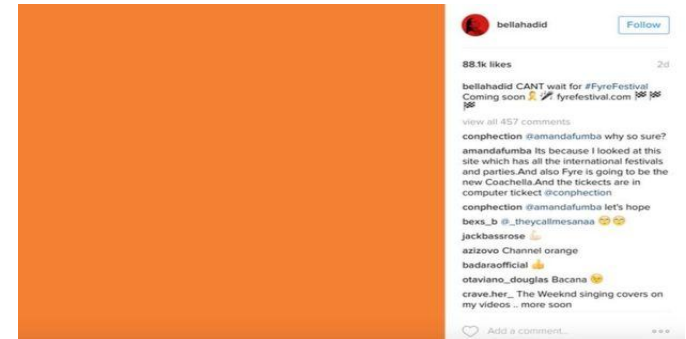 bellahadid
Follow
88.1k likes
2d
bellahadid CANT wait for #FyreFestival
Coming soon 🎗️ 🎤 fyrefestival.com 🏁 🏁
🏁
view all 457 comments
conphection @amandafumba why so sure?
amandafumba Its because I looked at this
site which has all the international festivals
and parties.And also Fyre is going to be the
new Coachella.And the tickects are in
computer tickect @conphection
conphection @amandafumba let's hope
bexs_b @_theycallmesanaa
jackbassrose 💪🏻
azizovo Channel orange
badaraofficial 👍
otaviano_douglas Bacana
crave.her_ The Weeknd singing covers on
my videos .. more soon
Add a comment..